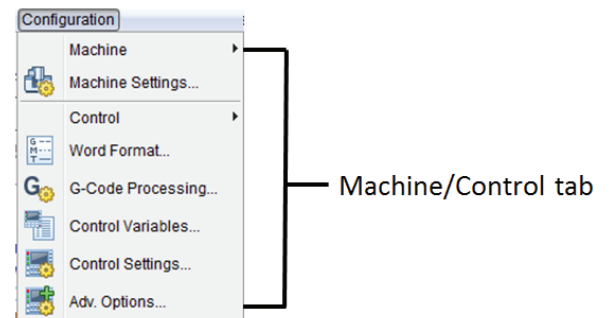 Configuration
Machine
Machine Settings...
Control
G
M
T
Word Format...
G
G-Code Processing...
Control Variables...
Control Settings...
Adv. Options...
Machine/Control tab